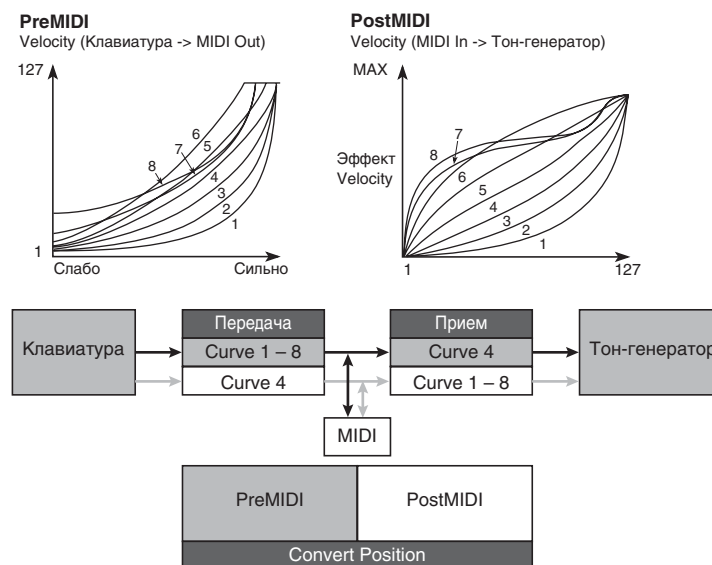 PreMIDI
Velocity (Клавиатура -> MIDI Out)
127
6
7
5
8
4
3
2
1
1
Слабо
Сильно
PostMIDI
Velocity (MIDI In -> Тон-генератор)
MAX
Эффект
Velocity
7
8
6
5
4
3
2
1
1
127
Клавиатура
Передача
Curve 1 – 8
Curve 4
Прием
Curve 4
Curve 1 – 8
Тон-генератор
MIDI
PreMIDI
PostMIDI
Convert Position